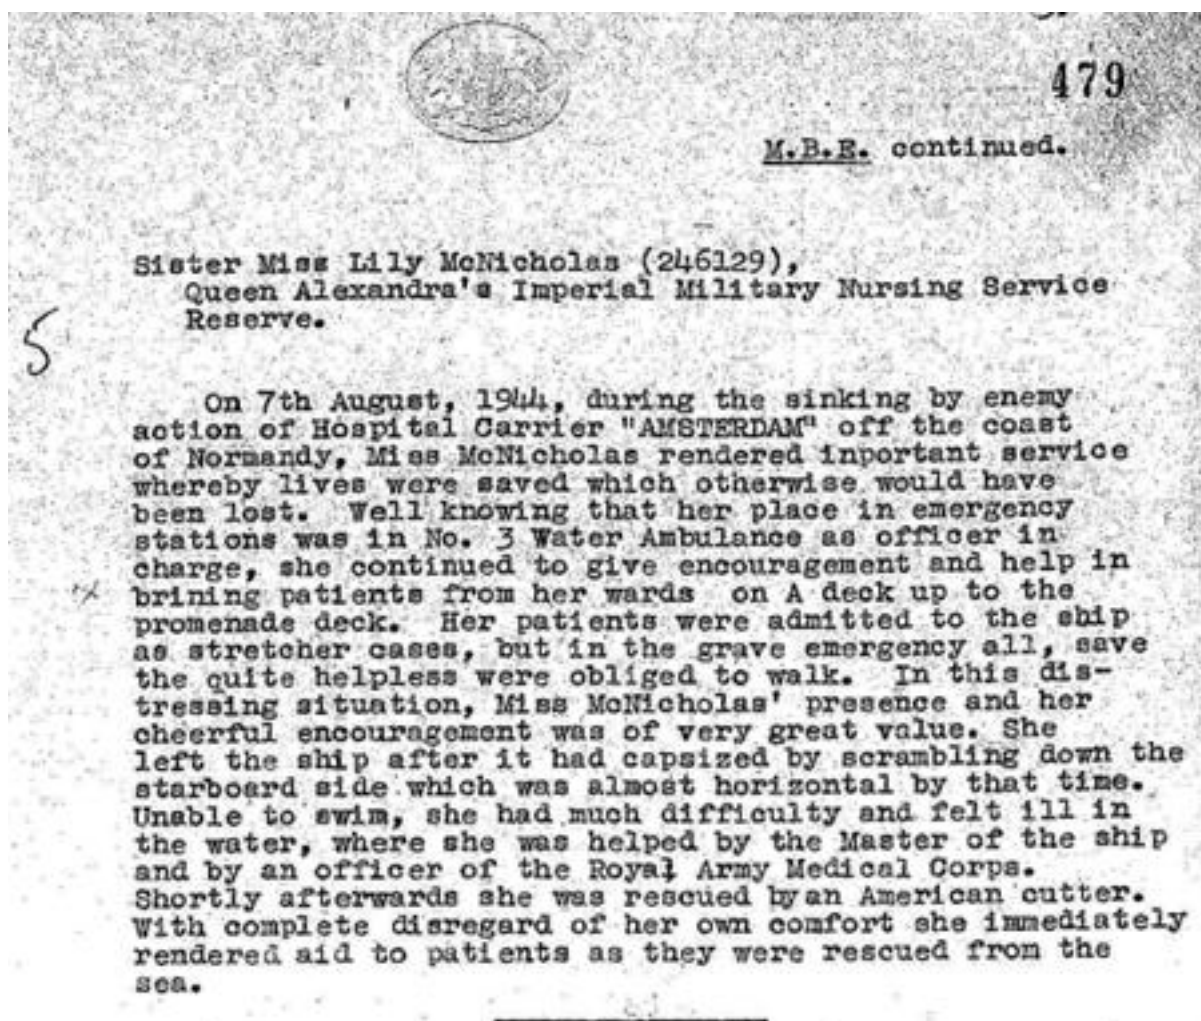 479
M.B.E. continued.
Sister Miss Lily McNicholas (246129),
Queen Alexandra's Imperial Military Nursing Service
Reserve.
5
On 7th August, 1944, during the sinking by enemy
action of Hospital Carrier "AMSTERDAM" off the coast
of Normandy, Miss McNicholas rendered inportant service
whereby lives were saved which otherwise would have
been lost. Well knowing that her place in emergency
stations was in No. 3 Water Ambulance as officer in
charge, she continued to give encouragement and help in
brining patients from her wards on A deck up to the
promenade deck. Her patients were admitted to the ship
as stretcher cases, but in the grave emergency all, save
the quite helpless were obliged to walk. In this dis-
tressing situation, Miss McNicholas' presence and her
cheerful encouragement was of very great value. She
left the ship after it had capsized by scrambling down the
starboard side which was almost horizontal by that time.
Unable to swim, she had much difficulty and felt ill in
the water, where she was helped by the Master of the ship
and by an officer of the Royal Army Medical Corps.
Shortly afterwards she was rescued by an American cutter.
With complete disregard of her own comfort she immediately
rendered aid to patients as they were rescued from the
sea.